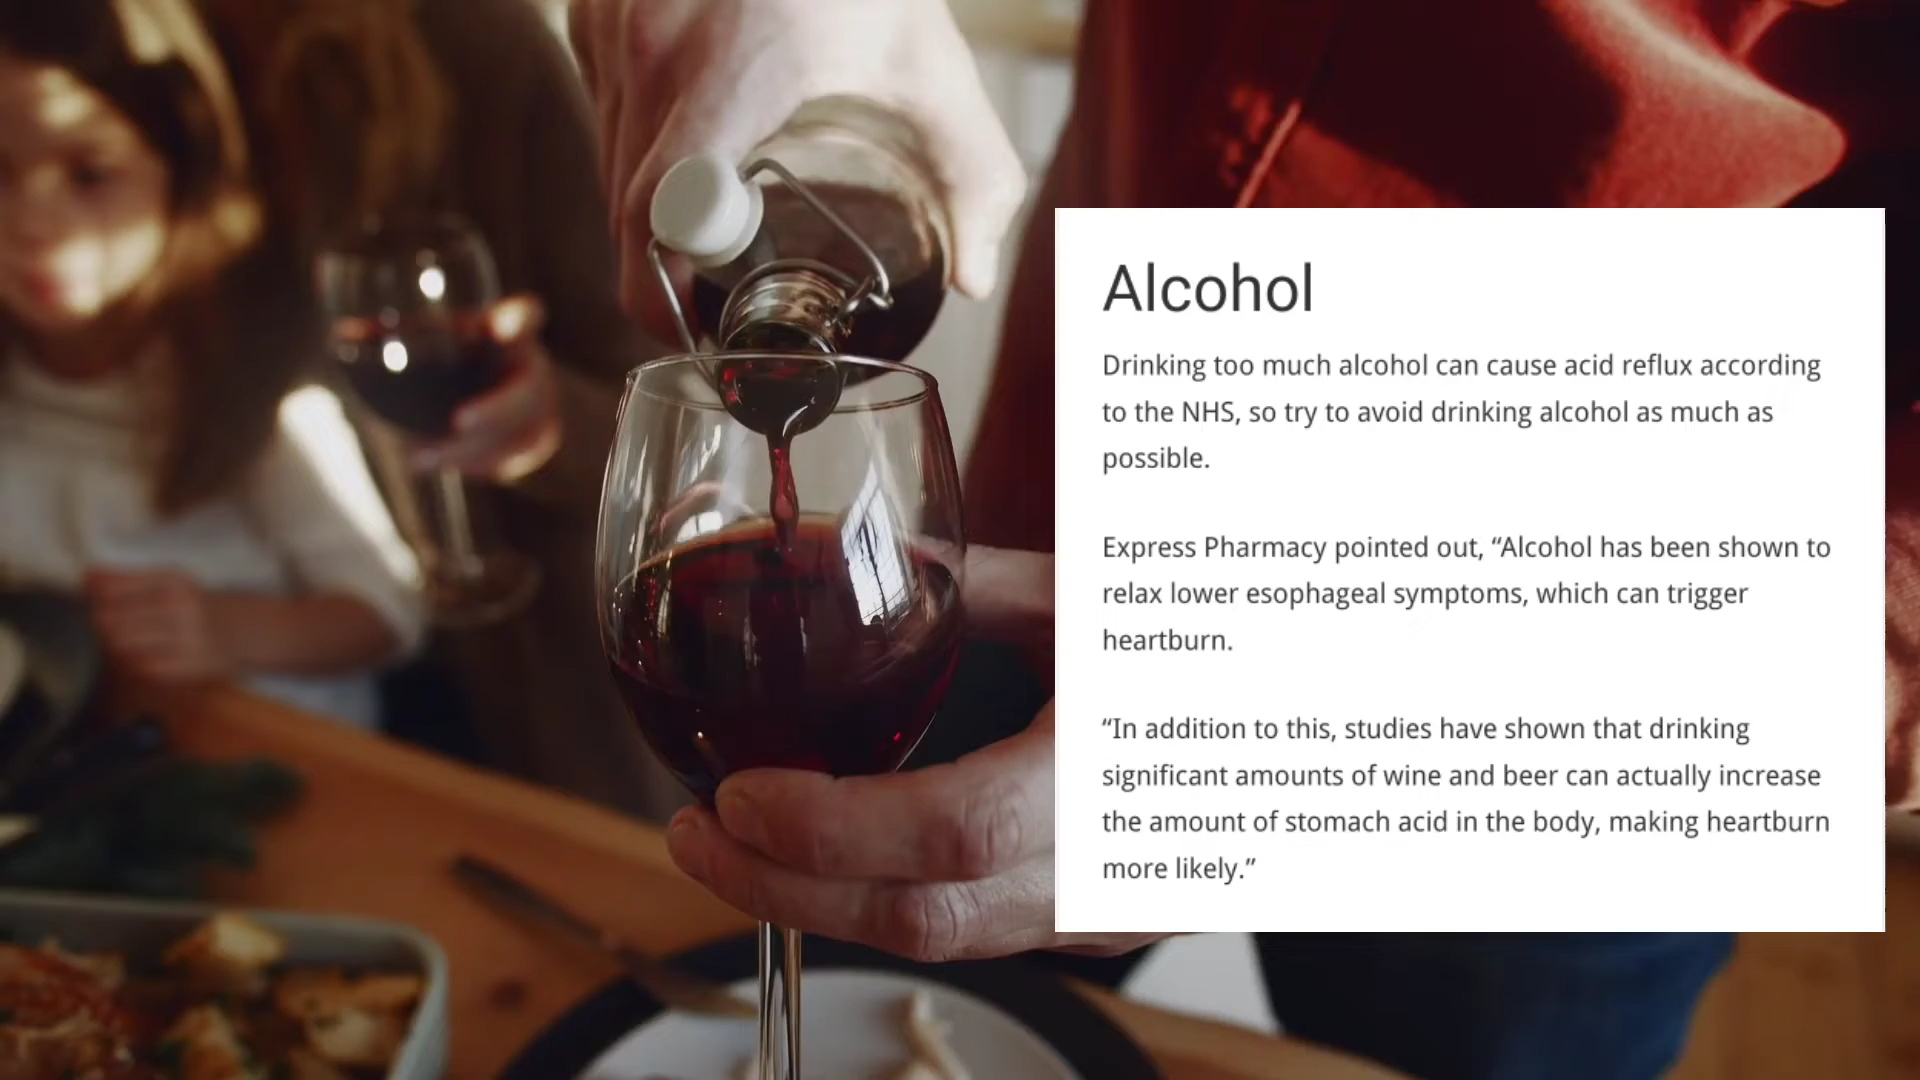 Alcohol
Drinking too much alcohol can cause acid reflux according
to the NHS, so try to avoid drinking alcohol as much as
possible.
Express Pharmacy pointed out, “Alcohol has been shown to
relax lower esophageal symptoms, which can trigger
heartburn.
“In addition to this, studies have shown that drinking
significant amounts of wine and beer can actually increase
the amount of stomach acid in the body, making heartburn
more likely.”